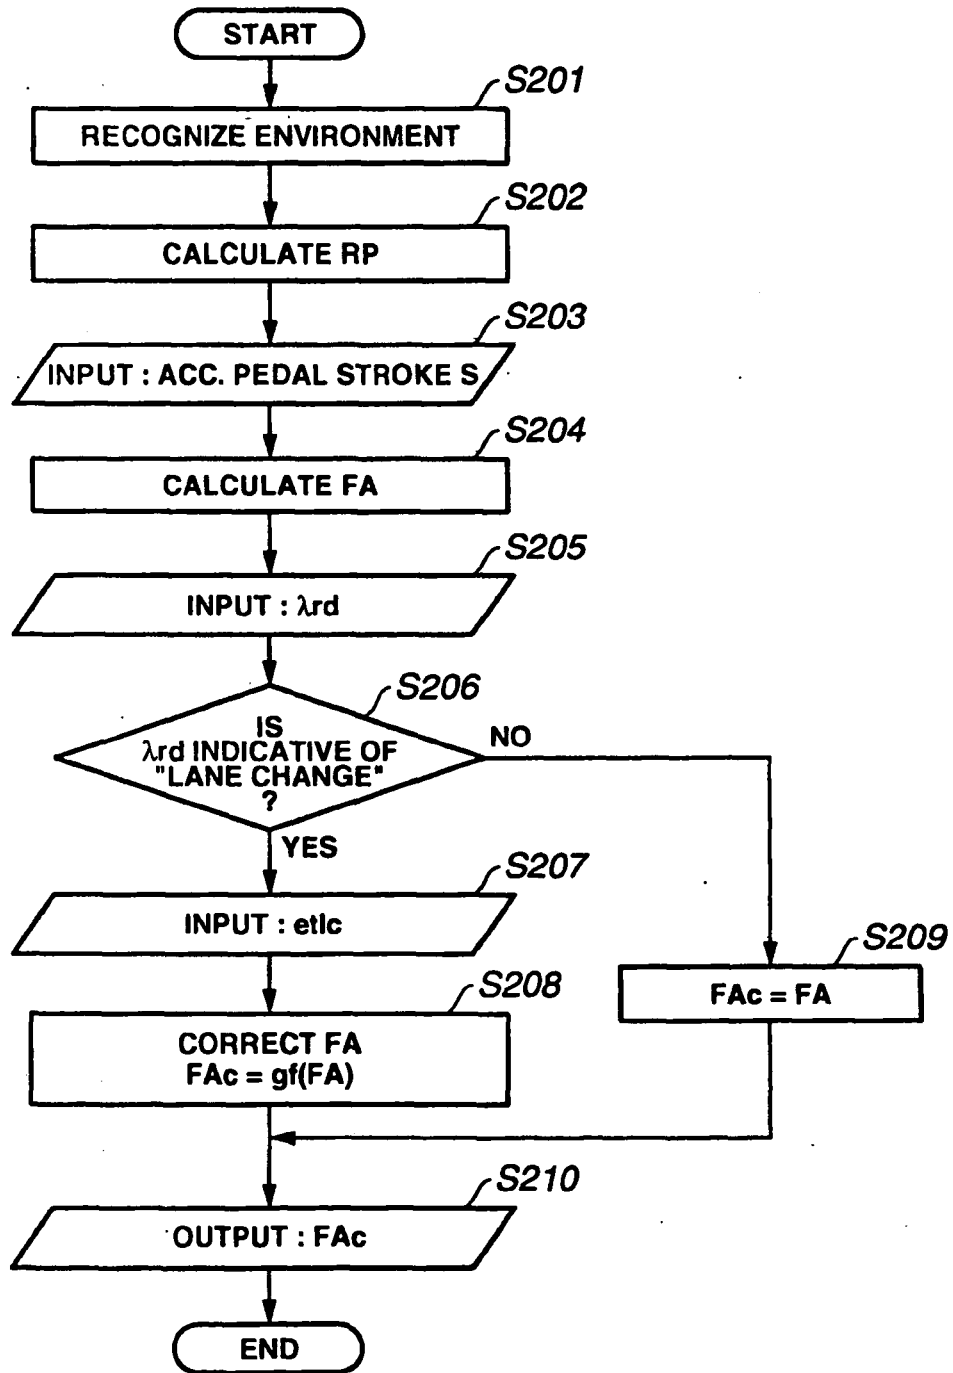 START
S201
RECOGNIZE ENVIRONMENT
S202
CALCULATE RP
S203
INPUT : ACC. PEDAL STROKE S
S204
CALCULATE FA
S205
INPUT : λrd
S206
IS
λrd INDICATIVE OF
"LANE CHANGE"
?
NO
YES
S207
INPUT : etlc
S208
CORRECT FA
FAc = gf(FA)
S209
FAc = FA
S210
OUTPUT : FAc
END